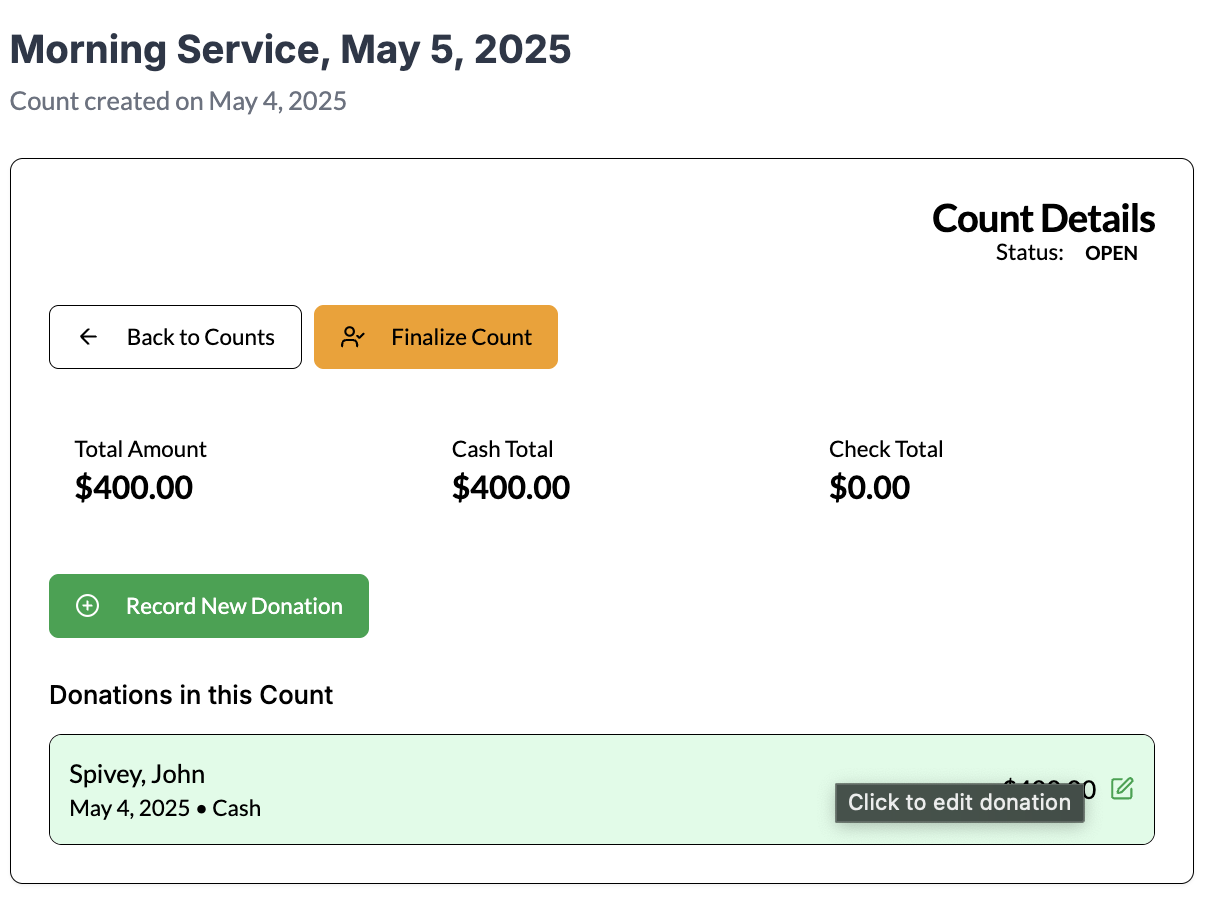 Morning Service, May 5, 2025
Count created on May 4, 2025
Count Details
Status: OPEN
Back to Counts
Finalize Count
Total Amount
$400.00
Cash Total
$400.00
Check Total
$0.00
Record New Donation
Donations in this Count
Spivey, John
May 4, 2025 • Cash
$400.00
Click to edit donation